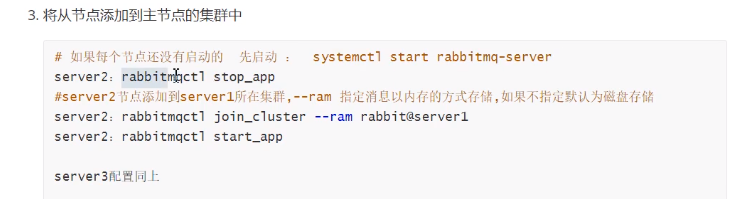 3. 将从节点添加到主节点的集群中
# 如果每个节点还没有启动的  先启动 ：  systemctl start rabbitmq-server
server2：rabbitmqctl stop_app
#server2节点添加到server1所在集群,--ram 指定消息以内存的方式存储,如果不指定默认为磁盘存储
server2：rabbitmqctl join_cluster --ram rabbit@server1
server2：rabbitmqctl start_app
server3配置同上